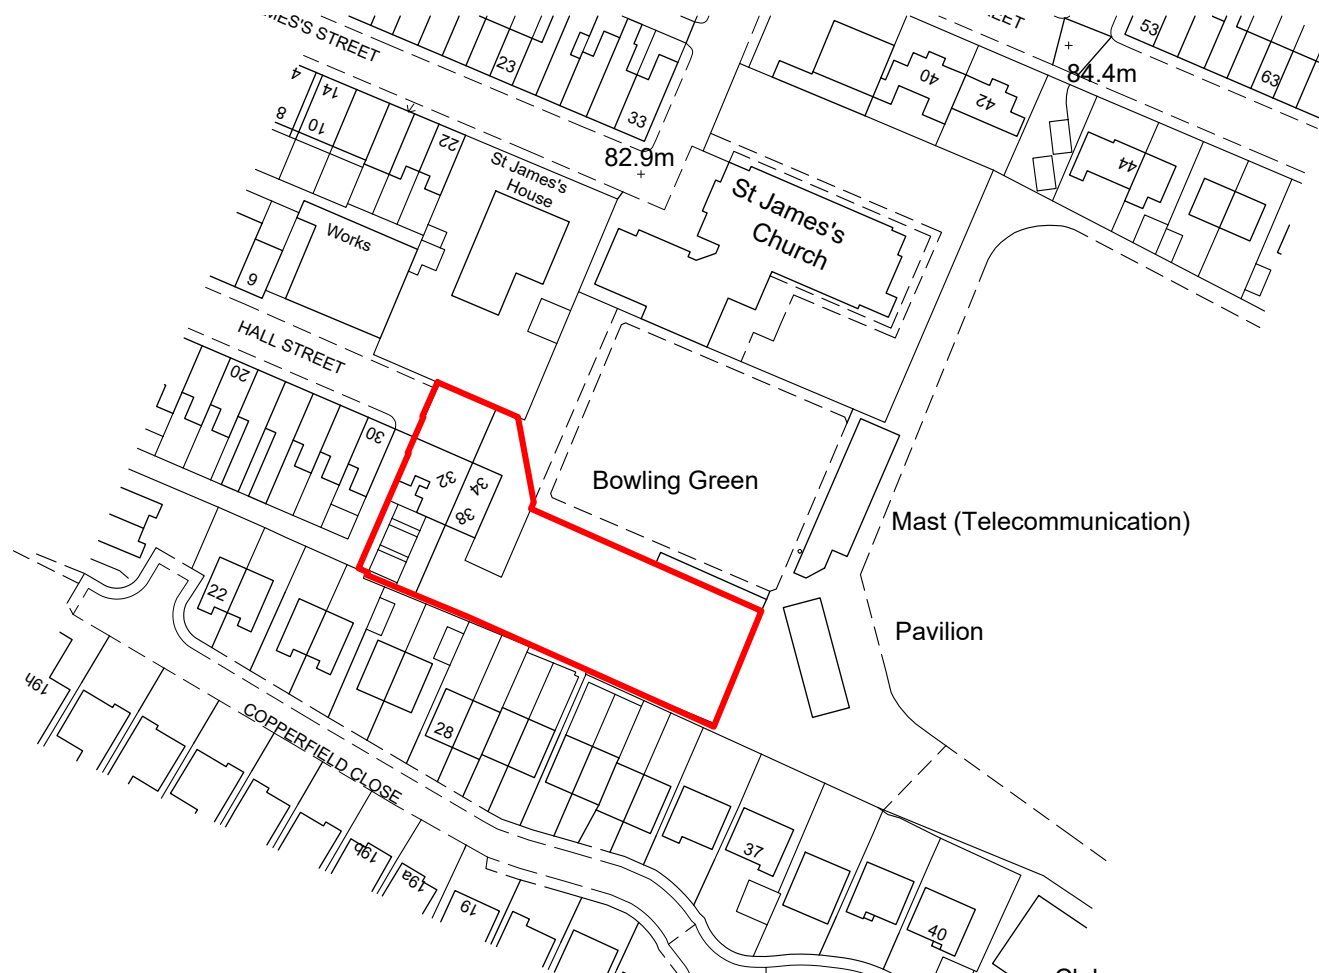 MES'S STREET
23
33
EET
53
84.4m
63
40
42
44
4
14
8
10
22
82.9m
St James's
House
St James's
Church
Works
9
HALL STREET
20
30
32
34
38
Bowling Green
Mast (Telecommunication)
Pavilion
22
19h
COPPERFIELD CLOSE
28
37
19b
19a
19
40